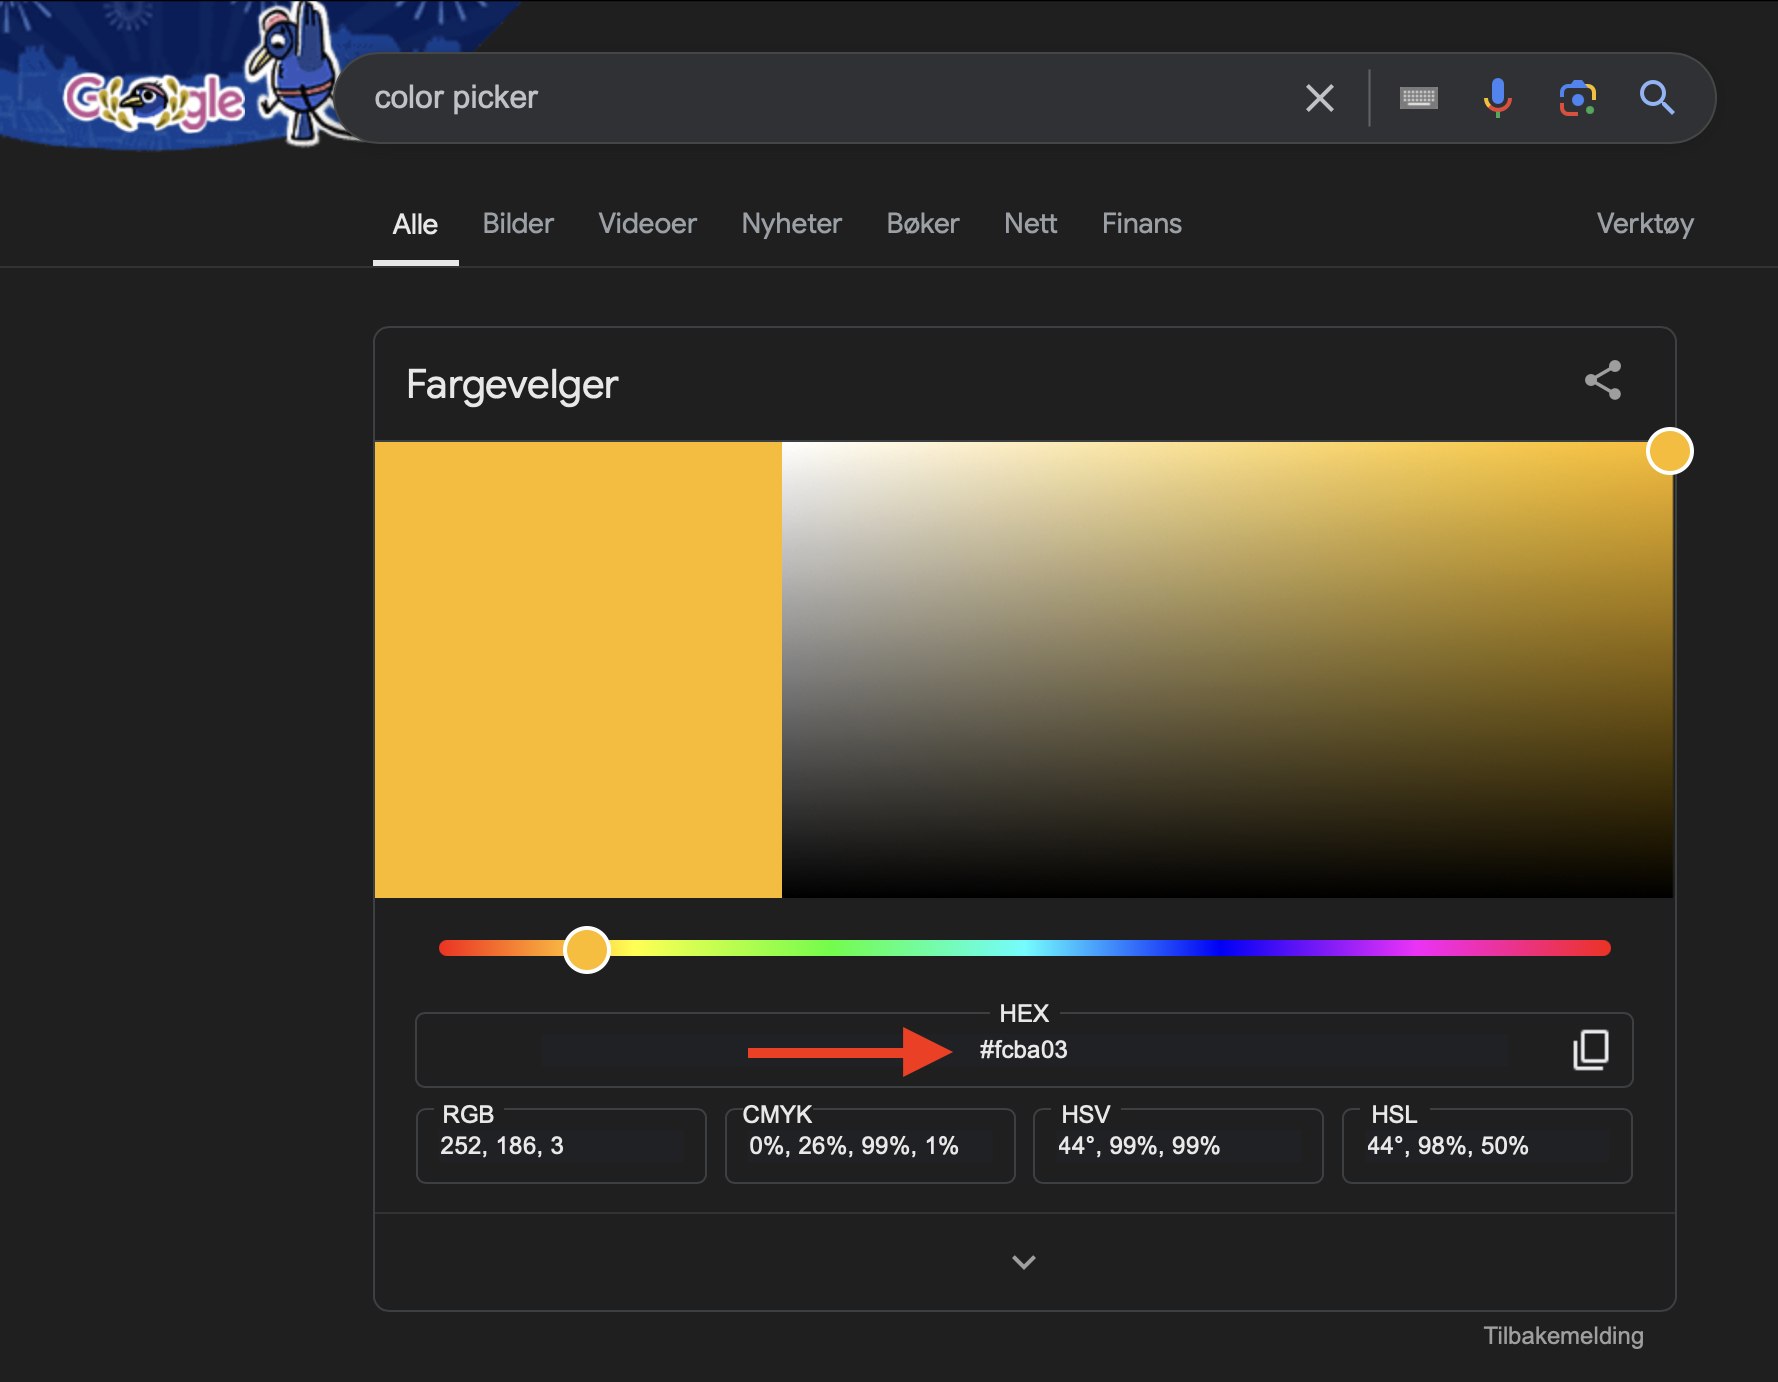 Google
color picker
Alle Bilder Videoer Nyheter Bøker Nett Finans Verktøy
Fargevelger
HEX
#fcba03
RGB CMYK HSV HSL
252, 186, 3 0%, 26%, 99%, 1% 44°, 99%, 99% 44°, 98%, 50%
Tilbakemelding